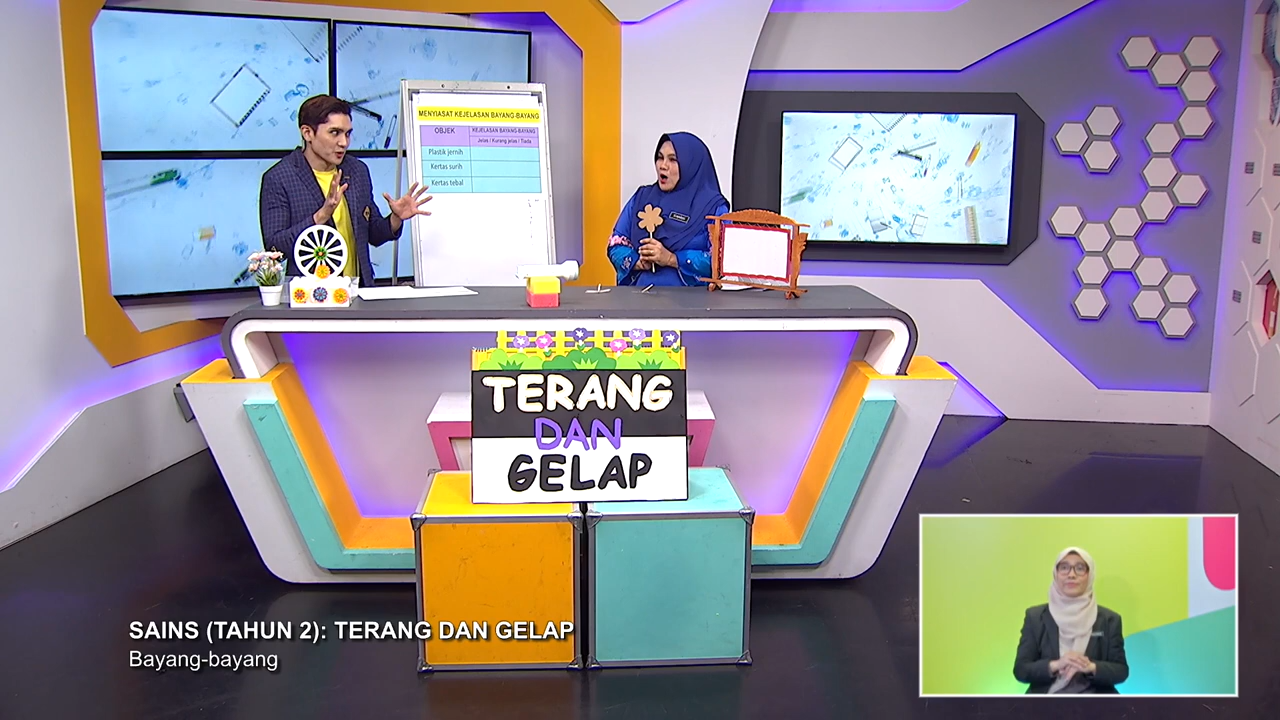 MENYIASAT KEJELASAN BAYANG-BAYANG
OBJEK
KEJELASAN BAYANG-BAYANG
Jelas / Kurang jelas / Tiada
Plastik jernih
Kertas surih
Kertas tebal
TERANG
DAN
GELAP
SAINS (TAHUN 2): TERANG DAN GELAP
Bayang-bayang